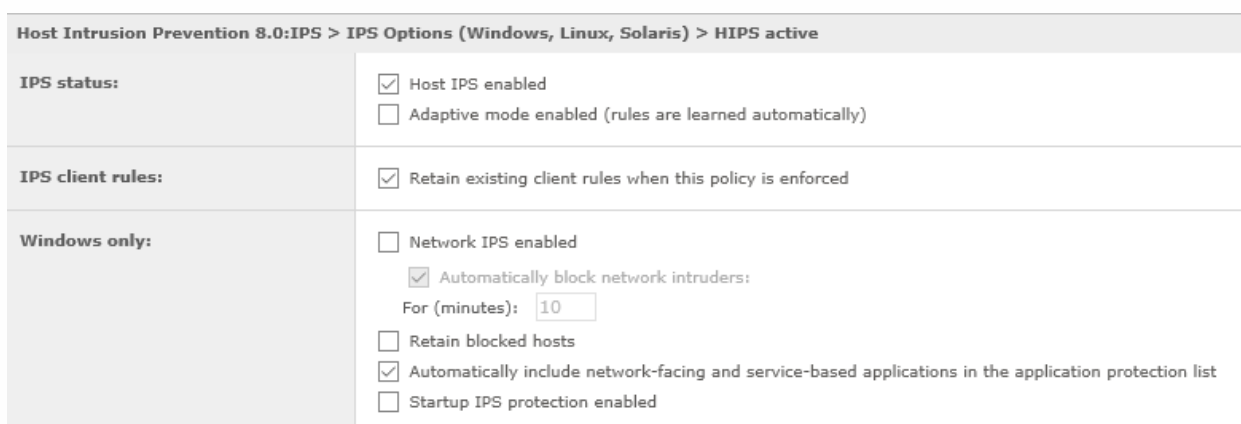 Host Intrusion Prevention 8.0:IPS > IPS Options (Windows, Linux, Solaris) > HIPS active
IPS status:
Host IPS enabled
Adaptive mode enabled (rules are learned automatically)
IPS client rules:
Retain existing client rules when this policy is enforced
Windows only:
Network IPS enabled
Automatically block network intruders:
For (minutes): 10
Retain blocked hosts
Automatically include network-facing and service-based applications in the application protection list
Startup IPS protection enabled